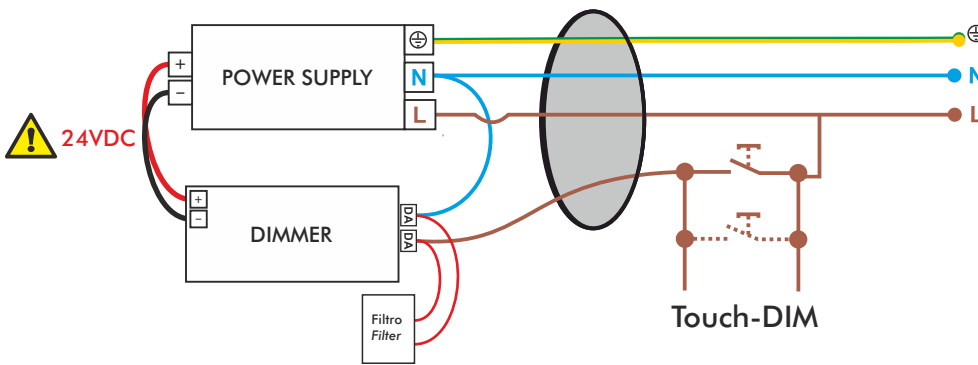 POWER SUPPLY
+
−
N
L
N
L
24VDC
!
DIMMER
+
−
DA
DA
Filtro
Filter
Touch-DIM